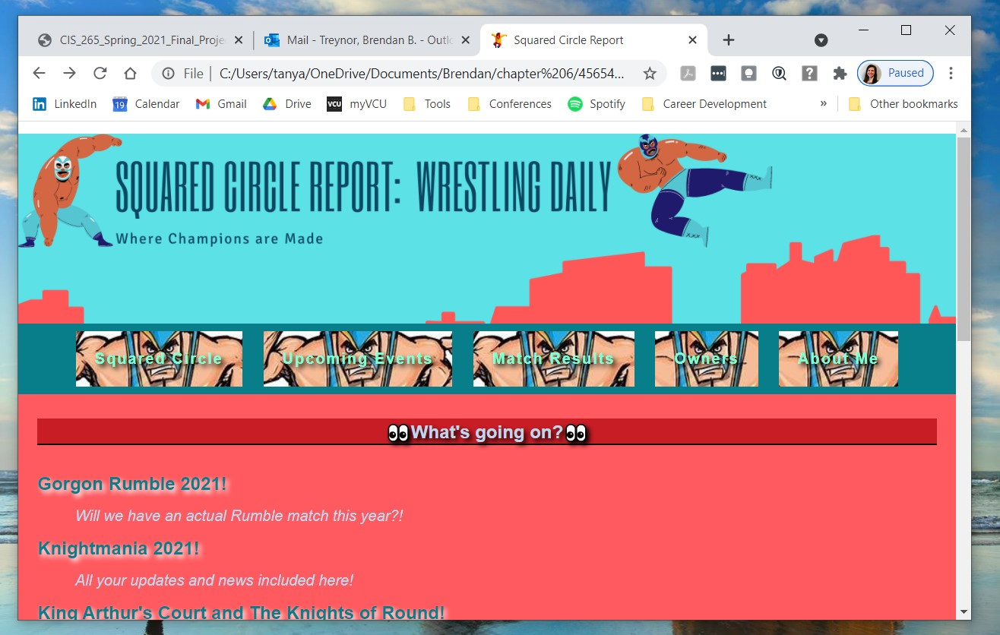 CIS_265_Spring_2021_Final_Proje
Mail - Treynor, Brendan B. - Outlo
Squared Circle Report
File | C:/Users/tanya/OneDrive/Documents/Brendan/chapter%206/45654...
Paused
LinkedIn
19
Calendar
Gmail
Drive
VCU
myVCU
Tools
Conferences
Spotify
Career Development
»
Other bookmarks
SQUARED CIRCLE REPORT: WRESTLING DAILY
Where Champions are Made
XXX
XXX
Squared Circle
Upcoming Events
Match Results
Owners
About Me
👀What's going on?👀
Gorgon Rumble 2021!
Will we have an actual Rumble match this year?!
Knightmania 2021!
All your updates and news included here!
King Arthur's Court and The Knights of Round!